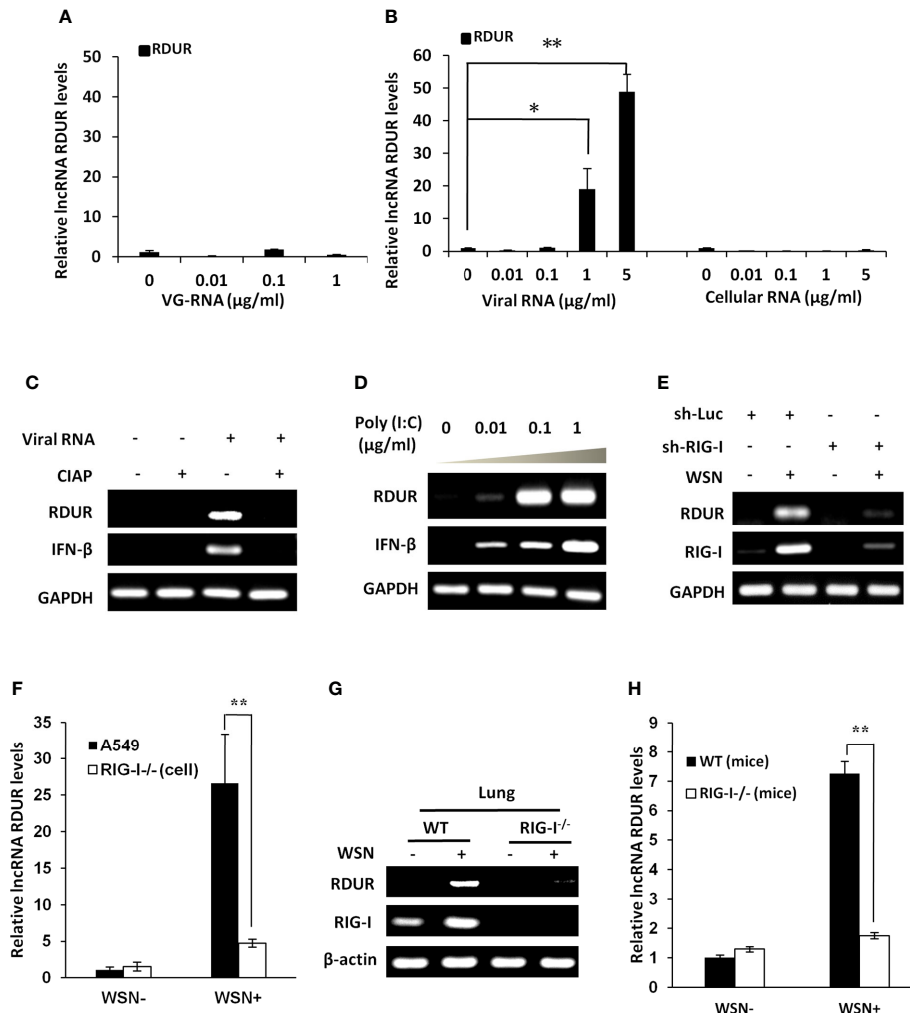 A
RDUR
Relative lncRNA RDUR levels
50
40
30
20
10
0
0 0.01 0.1 1
VG-RNA (µg/ml)
B
RDUR
Relative lncRNA RDUR levels
60
50
40
30
20
10
0
**
*
0 0.01 0.1 1 5 0 0.01 0.1 1 5
Viral RNA (µg/ml) Cellular RNA (µg/ml)
C
Viral RNA - - + +
CIAP - + - +
RDUR
IFN-β
GAPDH
D
Poly (I:C) 0 0.01 0.1 1
(µg/ml)
RDUR
IFN-β
GAPDH
E
sh-Luc + + - -
sh-RIG-I - - + +
WSN - + - +
RDUR
RIG-I
GAPDH
F
Relative lncRNA RDUR levels
35
30
25
20
15
10
5
0
A549
RIG-I-/- (cell)
**
WSN- WSN+
G
Lung
WT RIG-I-/-
WSN - + - +
RDUR
RIG-I
β-actin
H
Relative lncRNA RDUR levels
9
8
7
6
5
4
3
2
1
0
WT (mice)
RIG-I-/- (mice)
**
WSN- WSN+